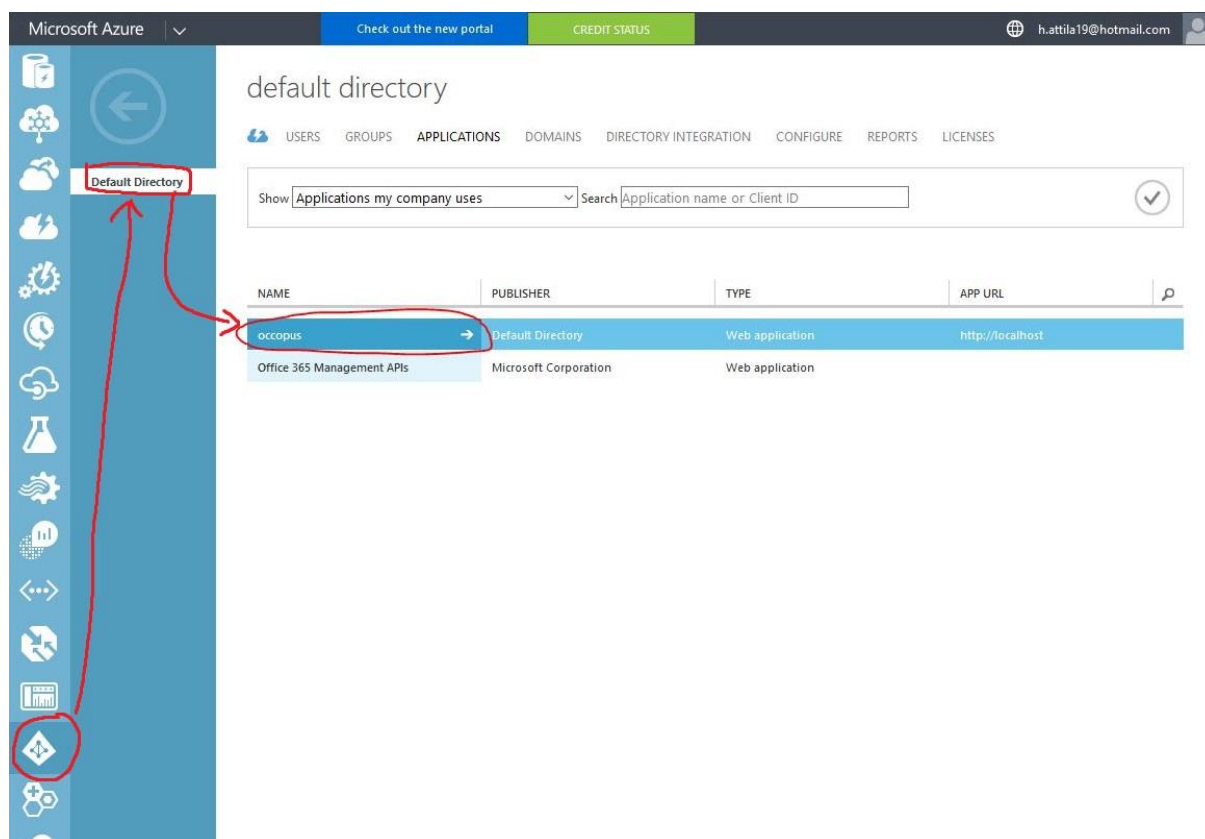 Microsoft Azure
Check out the new portal
CREDIT STATUS
h.attila19@hotmail.com
default directory
USERS GROUPS APPLICATIONS DOMAINS DIRECTORY INTEGRATION CONFIGURE REPORTS LICENSES
Default Directory
Show Applications my company uses Search Application name or Client ID
NAME PUBLISHER TYPE APP URL
occopus Default Directory Web application http://localhost
Office 365 Management APIs Microsoft Corporation Web application